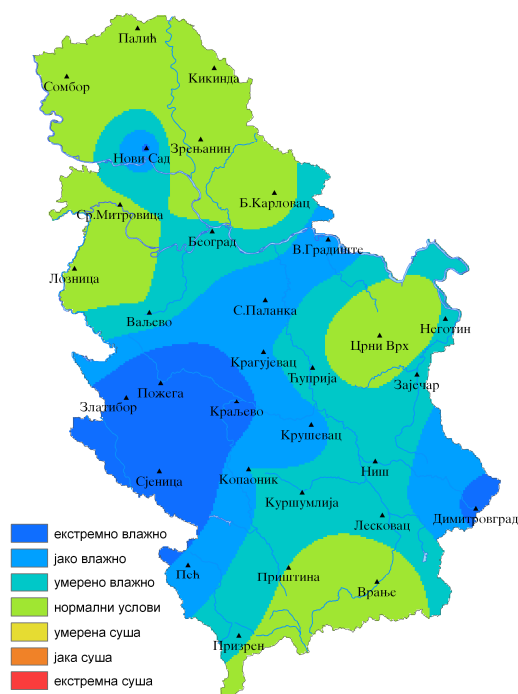 Палић
Кикинда
Сомбор
Зрењанин
Нови Сад
Б.Карловац
Ср.Митровица
Београд
В.Градиште
Лозница
С.Паланка
Ваљево
Неготин
Црни Врх
Крагујевац
Ћуприја
Зајечар
Пожега
Златибор
Краљево
Крушевац
Ниш
Сјеница
Копаоник
Куршумлија
Лесковац
Димитровград
Пећ
Приштина
Врање
Призрен
екстремно влажно
јако влажно
умерено влажно
нормални услови
умерена суша
јака суша
екстремна суша